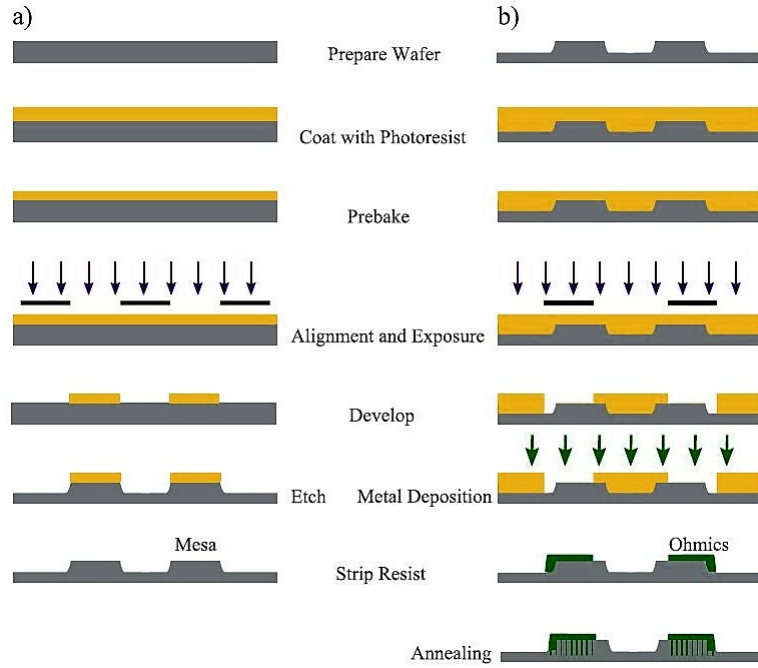 a)
b)
Prepare Wafer
Coat with Photoresist
Prebake
Alignment and Exposure
Develop
Etch
Metal Deposition
Mesa
Ohmics
Strip Resist
Annealing